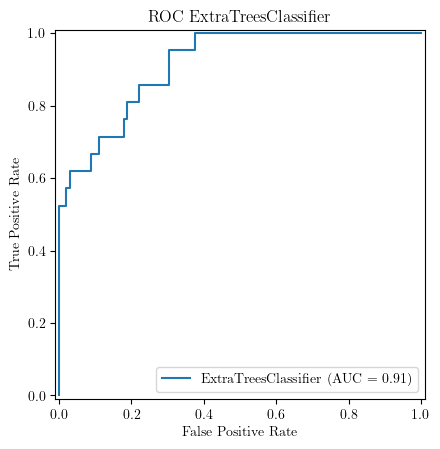 ROC ExtraTreesClassifier
1.0
0.8
0.6
0.4
0.2
0.0
True Positive Rate
ExtraTreesClassifier (AUC = 0.91)
0.0 0.2 0.4 0.6 0.8 1.0
False Positive Rate